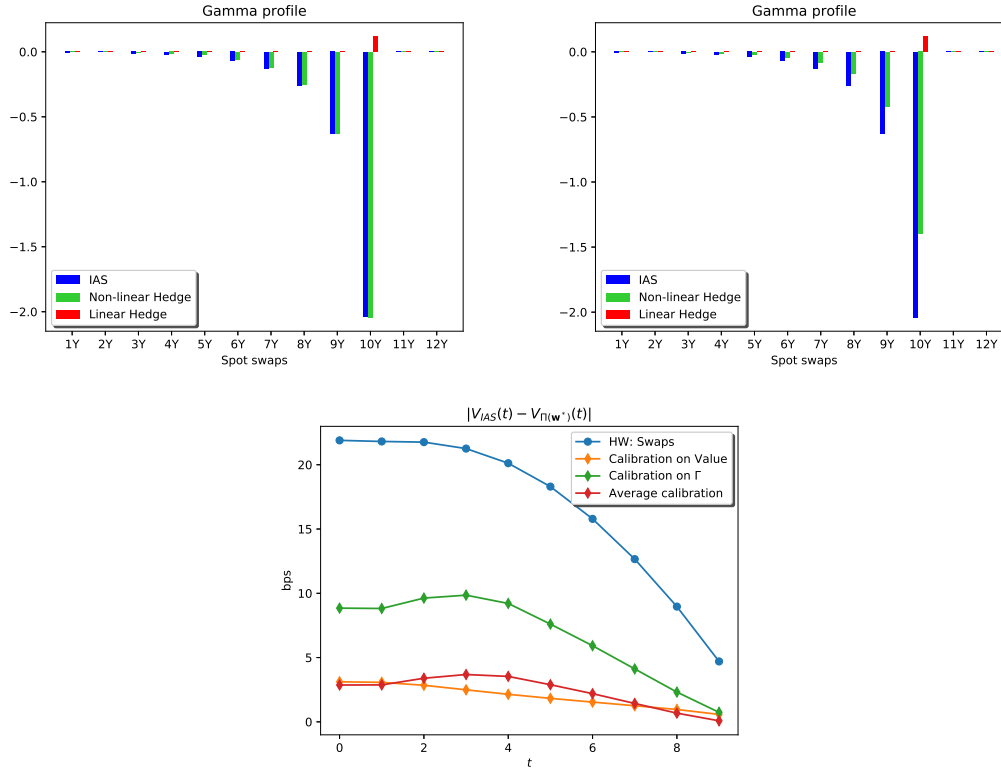 Gamma profile
0.0
−0.5
−1.0
−1.5
−2.0
IAS
Non-linear Hedge
Linear Hedge
1Y 2Y 3Y 4Y 5Y 6Y 7Y 8Y 9Y 10Y 11Y 12Y
Spot swaps
Gamma profile
0.0
−0.5
−1.0
−1.5
−2.0
IAS
Non-linear Hedge
Linear Hedge
1Y 2Y 3Y 4Y 5Y 6Y 7Y 8Y 9Y 10Y 11Y 12Y
Spot swaps
|V_{IAS}(t) − V_{Π(w*)}(t)|
HW: Swaps
Calibration on Value
Calibration on Γ
Average calibration
20
15
10
5
0
bps
0 2 4 6 8
t